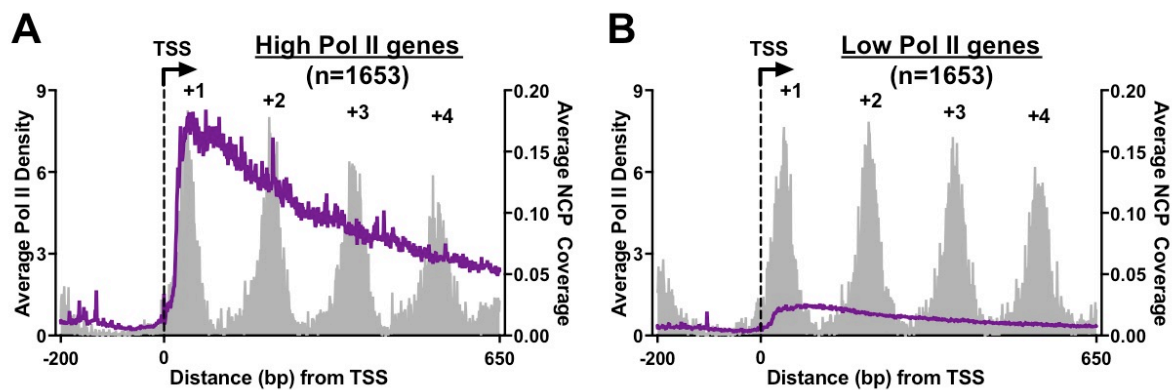 A
High Pol II genes
(n=1653)
TSS
+1
+2
+3
+4
9
6
3
0
Average Pol II Density
0.20
0.15
0.10
0.05
0.00
Average NCP Coverage
-200
0
650
Distance (bp) from TSS
B
Low Pol II genes
(n=1653)
TSS
+1
+2
+3
+4
9
6
3
0
Average Pol II Density
0.20
0.15
0.10
0.05
0.00
Average NCP Coverage
-200
0
650
Distance (bp) from TSS